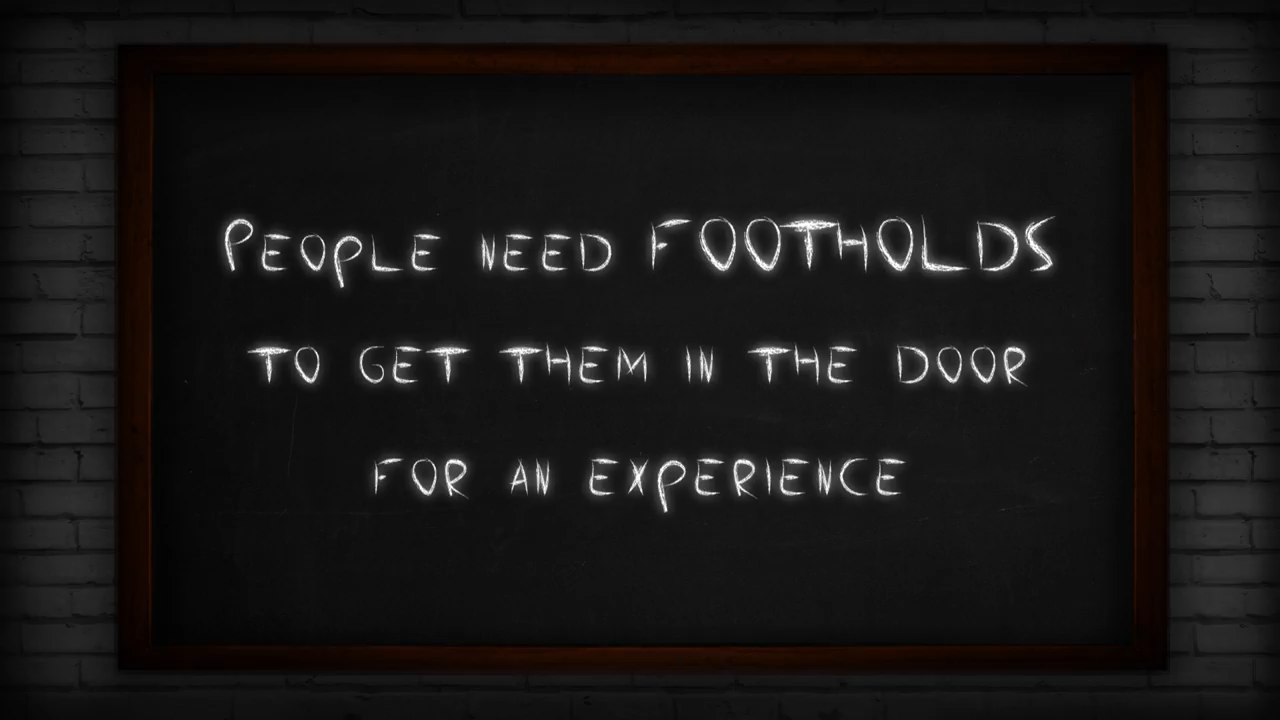 PEOPLE NEED FOOTHOLDS
TO GET THEM IN THE DOOR
FOR AN EXPERIENCE